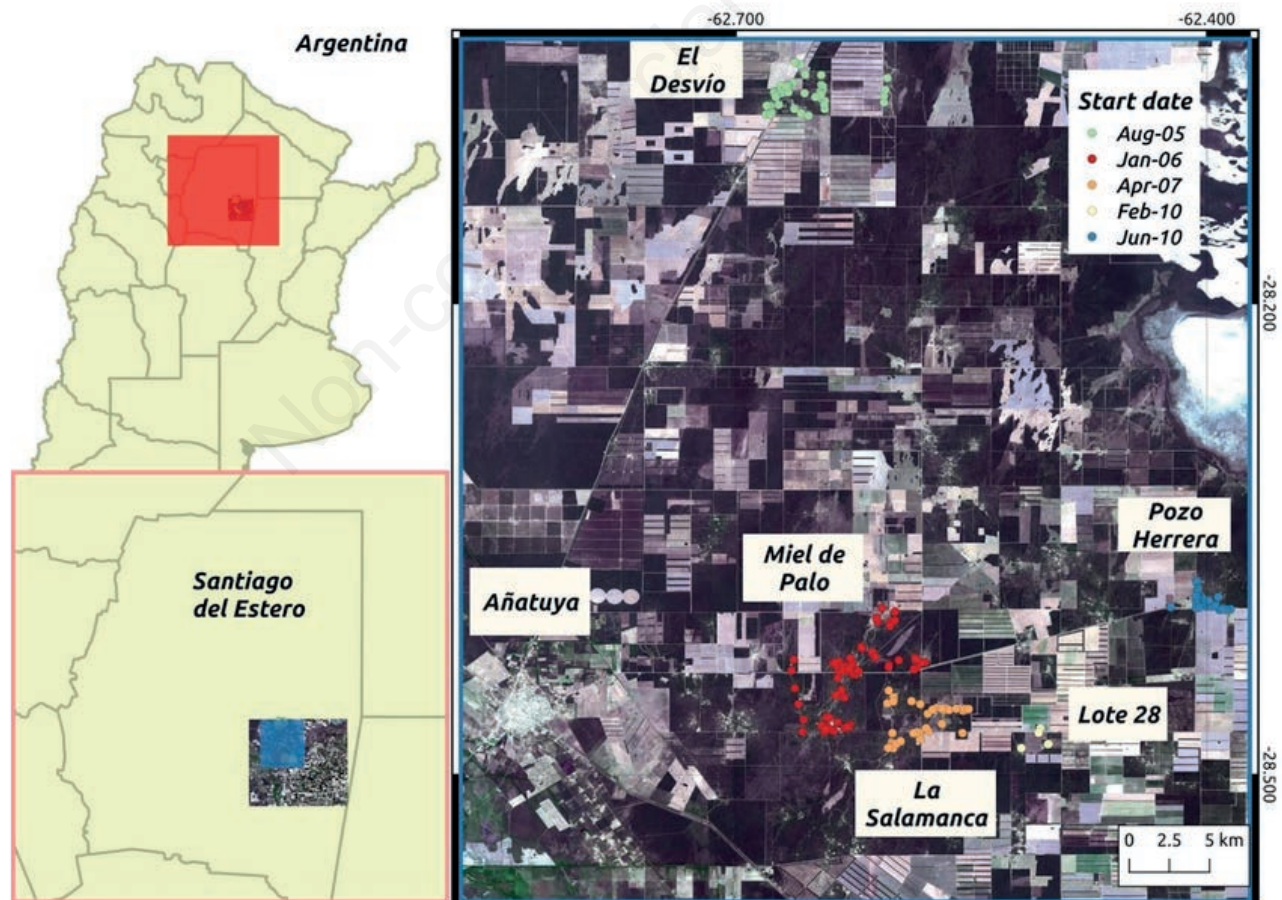 Argentina
-62.700
-62.400
El
Desvío
Start date
Aug-05
Jan-06
Apr-07
Feb-10
Jun-10
-28.200
Pozo
Herrera
Miel de
Palo
Añatuya
Santiago
del Estero
Lote 28
La
Salamanca
-28.500
0 2.5 5 km